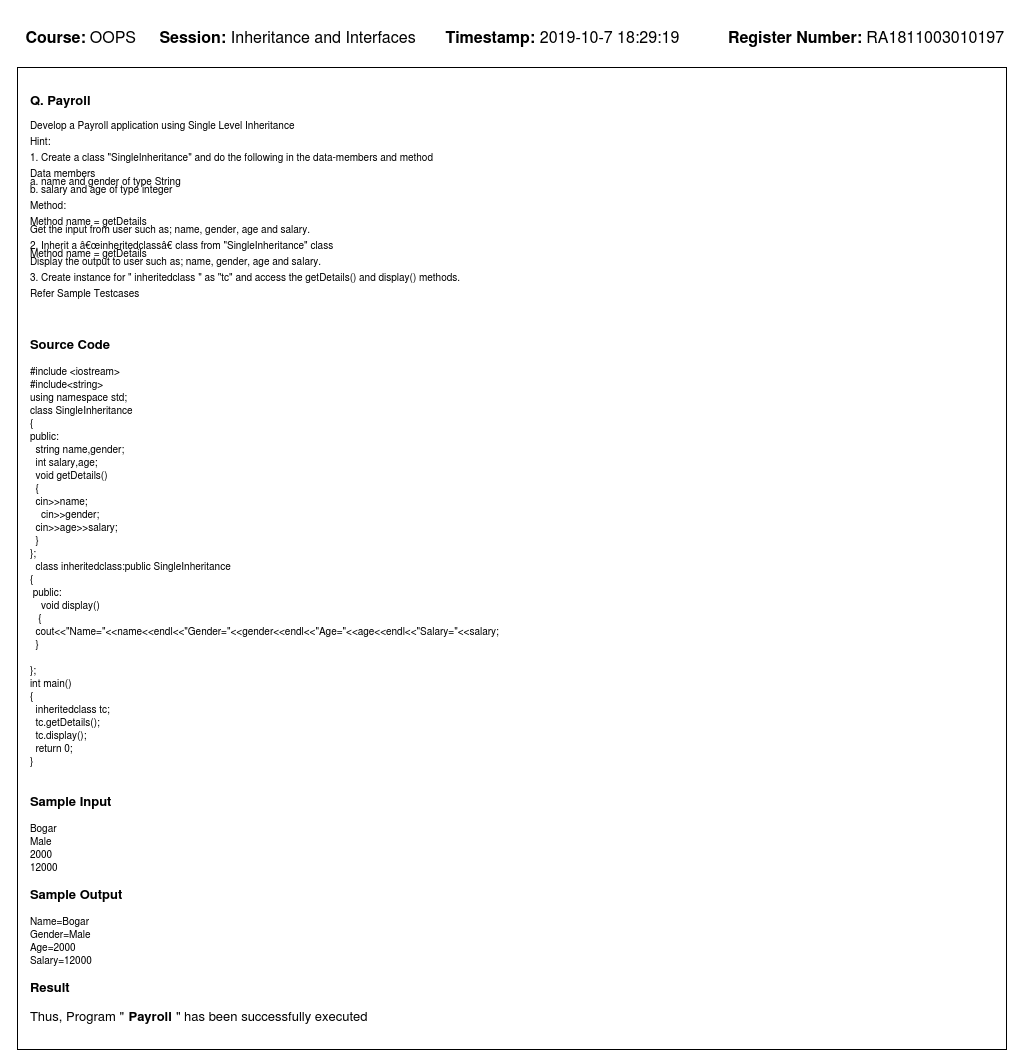 Course: OOPS Session: Inheritance and Interfaces Timestamp: 2019-10-7 18:29:19 Register Number: RA1811003010197
Q. Payroll
Develop a Payroll application using Single Level Inheritance
Hint:
1. Create a class "SingleInheritance" and do the following in the data-members and method
Data members
a. name and gender of type String
b. salary and age of type integer
Method:
Method name = getDetails
Get the input from user such as; name, gender, age and salary.
2. Inherit a â€œinheritedclassâ€ class from "SingleInheritance" class
Method name = getDetails
Display the output to user such as; name, gender, age and salary.
3. Create instance for " inheritedclass " as "tc" and access the getDetails() and display() methods.
Refer Sample Testcases
Source Code
#include <iostream>
#include<string>
using namespace std;
class SingleInheritance
{
public:
  string name,gender;
  int salary,age;
  void getDetails()
  {
  cin>>name;
    cin>>gender;
  cin>>age>>salary;
  }
};
  class inheritedclass:public SingleInheritance
{
 public:
    void display()
   {
  cout<<"Name="<<name<<endl<<"Gender="<<gender<<endl<<"Age="<<age<<endl<<"Salary="<<salary;
  }
};
int main()
{
  inheritedclass tc;
  tc.getDetails();
  tc.display();
  return 0;
}
Sample Input
Bogar
Male
2000
12000
Sample Output
Name=Bogar
Gender=Male
Age=2000
Salary=12000
Result
Thus, Program " Payroll " has been successfully executed